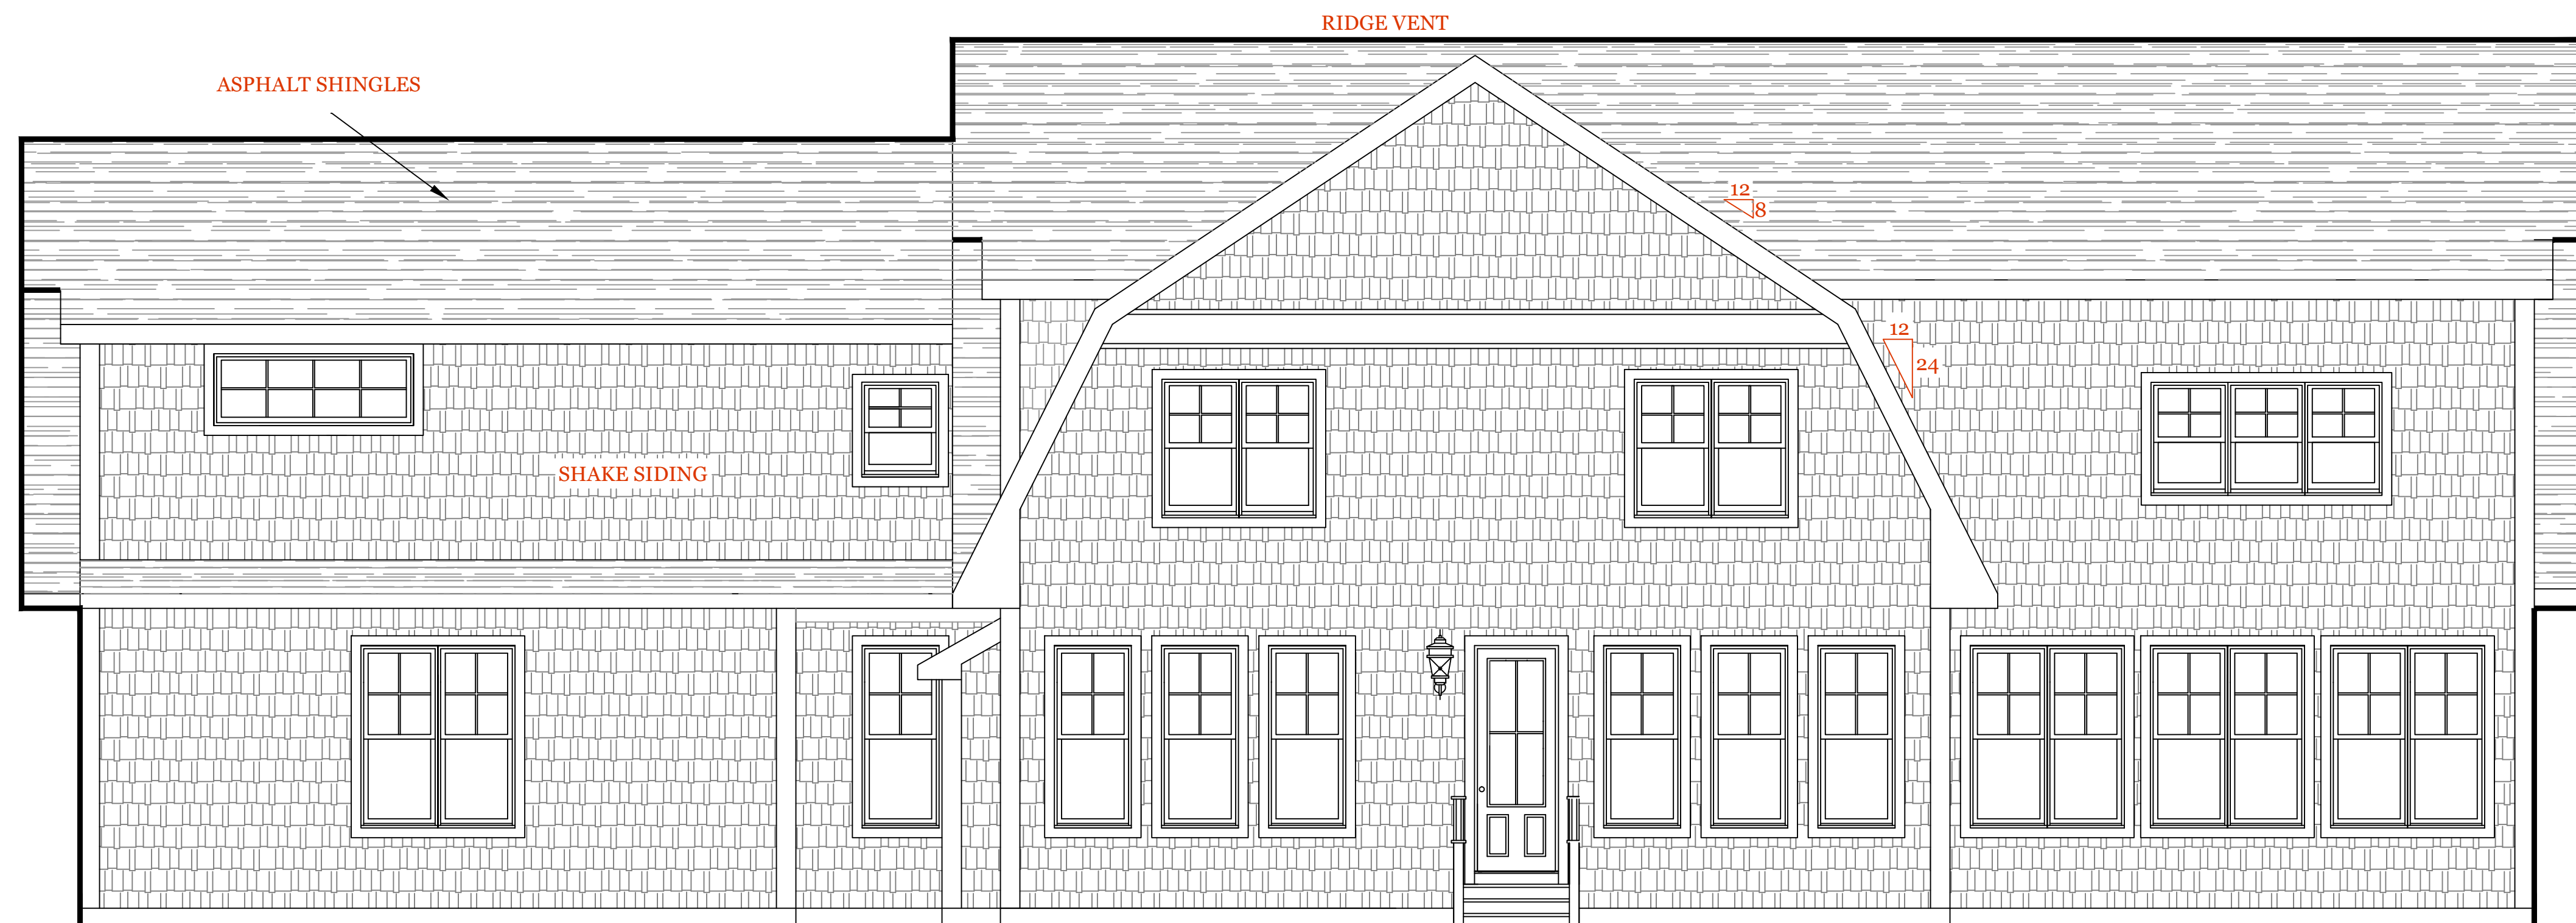 RIDGE VENT
ASPHALT SHINGLES
12
8
12
24
SHAKE SIDING